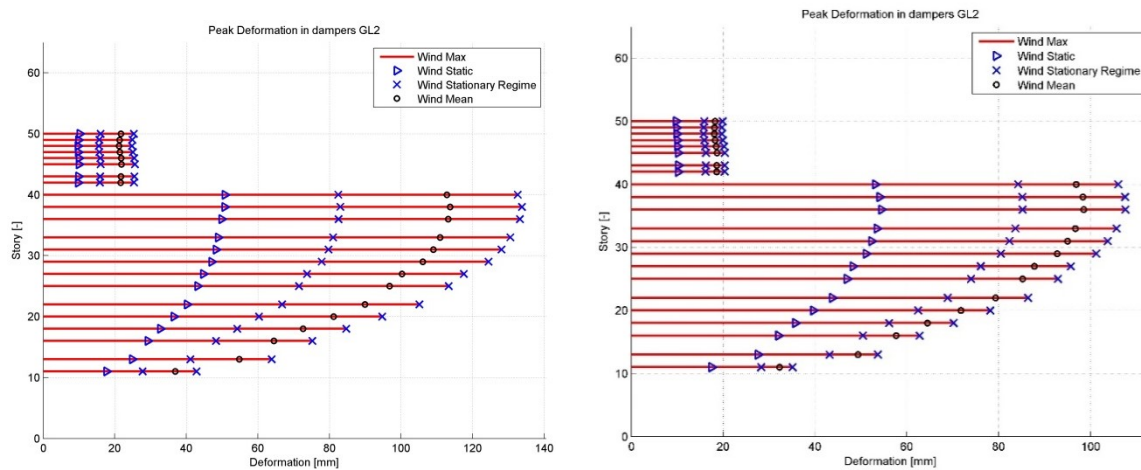 Peak Deformation in dampers GL2
Wind Max
Wind Static
Wind Stationary Regime
Wind Mean
Story [-]
60
50
40
30
20
10
0
0 20 40 60 80 100 120 140
Deformation [mm]
Peak Deformation in dampers GL2
Wind Max
Wind Static
Wind Stationary Regime
Wind Mean
Story [-]
60
50
40
30
20
10
0
0 20 40 60 80 100
Deformation [mm]